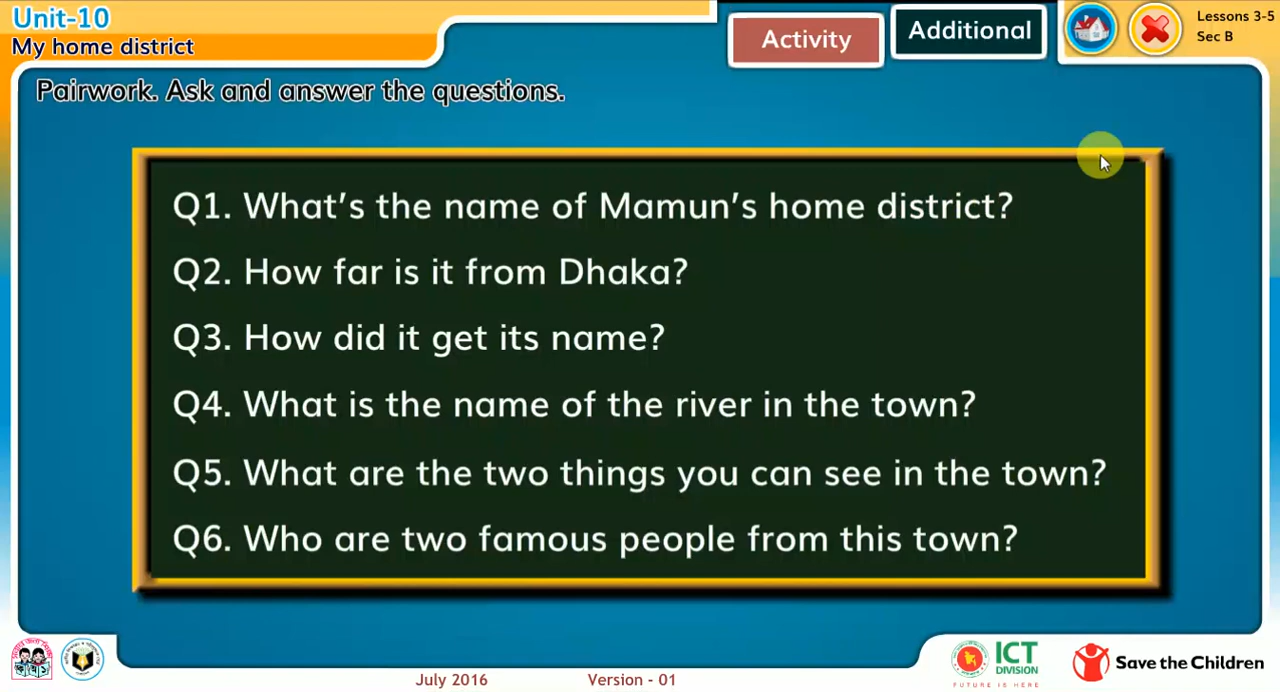 Unit-10
My home district
Activity
Additional
Lessons 3-5
Sec B
Pairwork. Ask and answer the questions.
Q1. What's the name of Mamun's home district?
Q2. How far is it from Dhaka?
Q3. How did it get its name?
Q4. What is the name of the river in the town?
Q5. What are the two things you can see in the town?
Q6. Who are two famous people from this town?
July 2016
Version - 01
ICT
DIVISION
FUTURE IS HERE
Save the Children